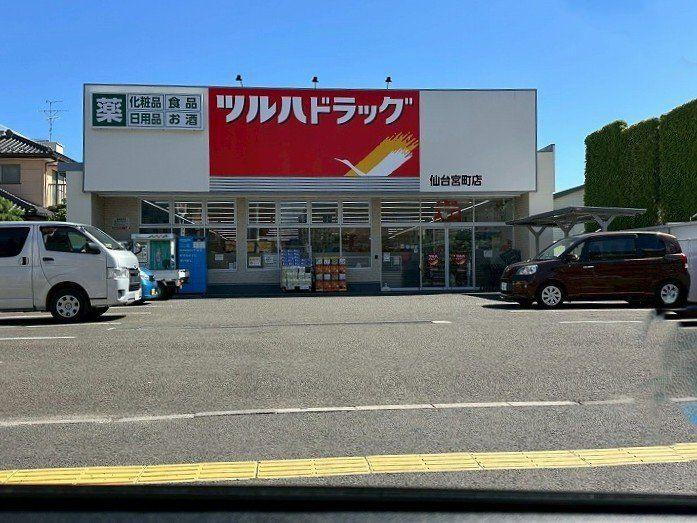 薬
化粧品
食品
日用品
お酒
ツルハドラッグ
仙台宮町店